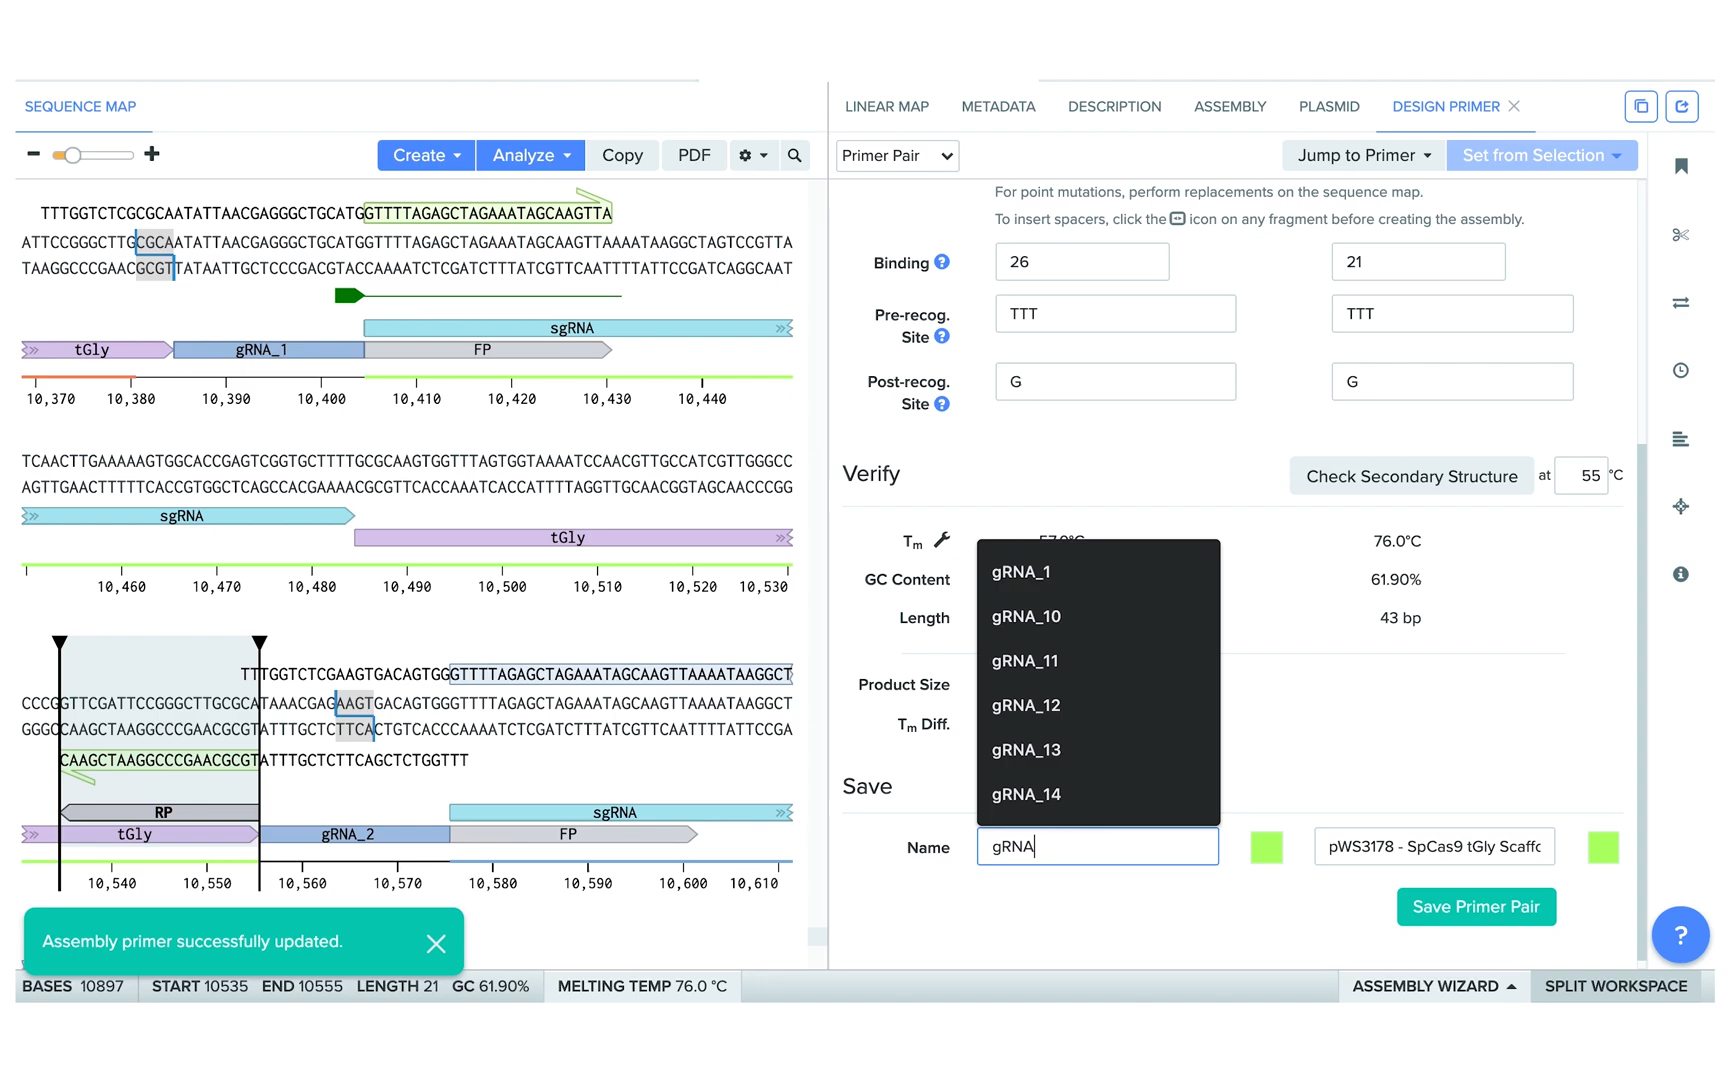 SEQUENCE MAP
LINEAR MAP METADATA DESCRIPTION ASSEMBLY PLASMID DESIGN PRIMER
Create Analyze Copy PDF
Primer Pair Jump to Primer Set from Selection
TTTGGTCTCGCGCAATATTAACGAGGGCTGCATGGTTTTAGAGCTAGAAATAGCAAGTTA
ATTCCGGGCTTGCGCAATATTAACGAGGGCTGCATGGTTTTAGAGCTAGAAATAGCAAGTTAAAATAAGGCTAGTCCGTTA
TAAGGCCCGAACGCGTTATAATTGCTCCCGACGTACCAAAATCTCGATCTTTATCGTTCAATTTTATTCCGATCAGGCAAT
sgRNA
tGly gRNA_1 FP
10,370 10,380 10,390 10,400 10,410 10,420 10,430 10,440
TCAACTTGAAAAAGTGGCACCGAGTCGGTGCTTTTGCGCAAGTGGTTTAGTGGTAAAATCCAACGTTGCCATCGTTGGGCC
AGTTGAACTTTTTCACCGTGGCTCAGCCACGAAAACGCGTTCACCAAATCACCATTTTAGGTTGCAACGGTAGCAACCCGG
sgRNA
tGly
10,460 10,470 10,480 10,490 10,500 10,510 10,520 10,530
TTTGGTCTCGAAGTGACAGTGGGTTTTAGAGCTAGAAATAGCAAGTTAAAATAAGGCT
CCCGGTTCGATTCCGGGCTTGCGCATAAACGAGAAGTGACAGTGGGTTTTAGAGCTAGAAATAGCAAGTTAAAATAAGGCT
GGGCCAAGCTAAGGCCCGAACGCGTATTTGCTCTTCACTGTCACCCAAAATCTCGATCTTTATCGTTCAATTTTATTCCGA
CAAGCTAAGGCCCGAACGCGTATTTGCTCTTCAGCTCTGGTTT
RP sgRNA
tGly gRNA_2 FP
10,540 10,550 10,560 10,570 10,580 10,590 10,600 10,610
Assembly primer successfully updated.
For point mutations, perform replacements on the sequence map.
To insert spacers, click the icon on any fragment before creating the assembly.
Binding ? 26 21
Pre-recog. Site ? TTT TTT
Post-recog. Site ? G G
Verify Check Secondary Structure at 55 °C
Tm 57.0°C 76.0°C
GC Content 61.90%
Length 43 bp
Product Size
Tm Diff.
gRNA_1
gRNA_10
gRNA_11
gRNA_12
gRNA_13
gRNA_14
Save
Name gRNA pWS3178 - SpCas9 tGly Scaffc
Save Primer Pair
?
BASES 10897 START 10535 END 10555 LENGTH 21 GC 61.90% MELTING TEMP 76.0 °C ASSEMBLY WIZARD SPLIT WORKSPACE